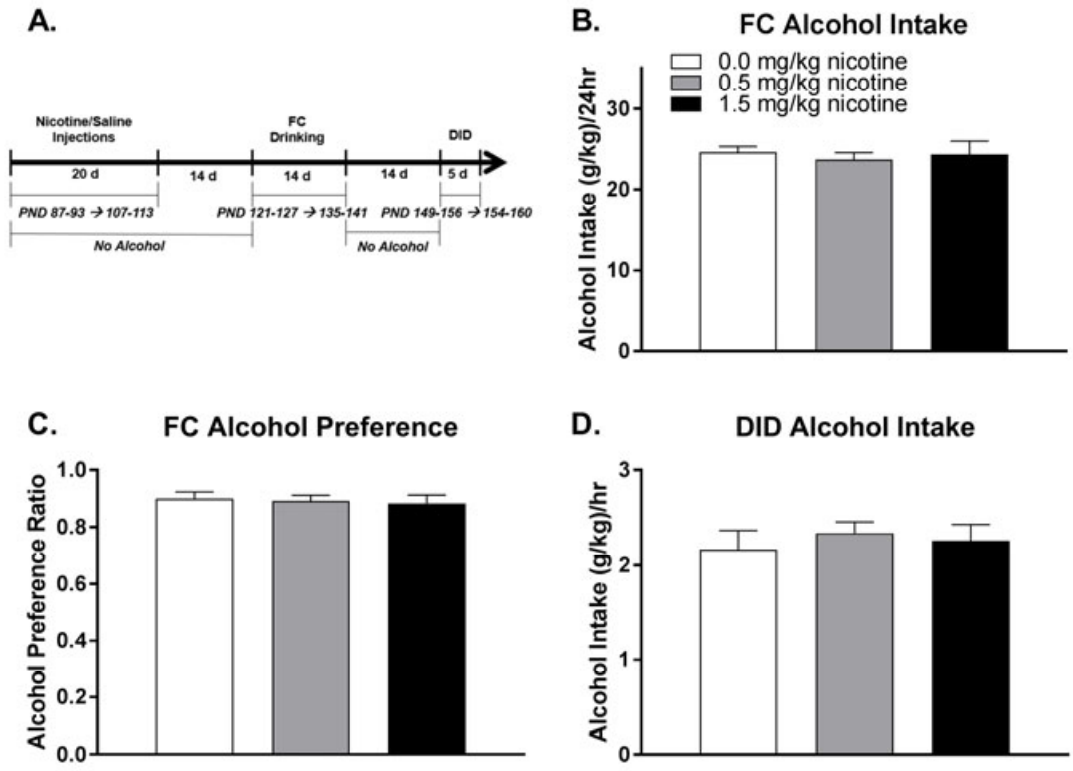 A.
Nicotine/Saline
Injections
FC
Drinking
DID
20 d
14 d
14 d
14 d
5 d
PND 87-93 → 107-113
PND 121-127 → 135-141
PND 149-156 → 154-160
No Alcohol
No Alcohol
B.
FC Alcohol Intake
0.0 mg/kg nicotine
0.5 mg/kg nicotine
1.5 mg/kg nicotine
Alcohol Intake (g/kg)/24hr
30
20
10
0
C.
FC Alcohol Preference
Alcohol Preference Ratio
1.0
0.8
0.6
0.4
0.2
0.0
D.
DID Alcohol Intake
Alcohol Intake (g/kg)/hr
3
2
1
0